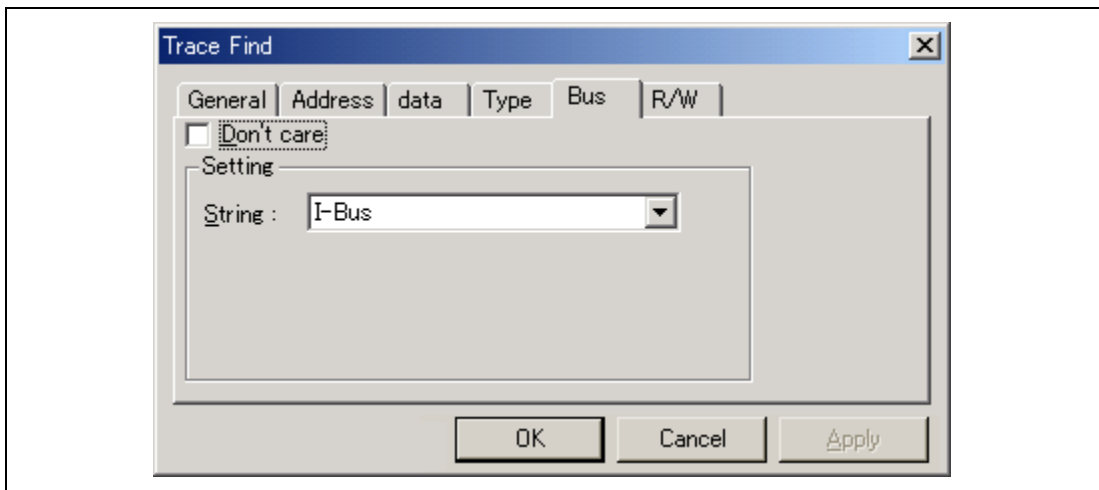 Trace Find
General Address data Type Bus R/W
Don't care
Setting
String : I-Bus
OK Cancel Apply